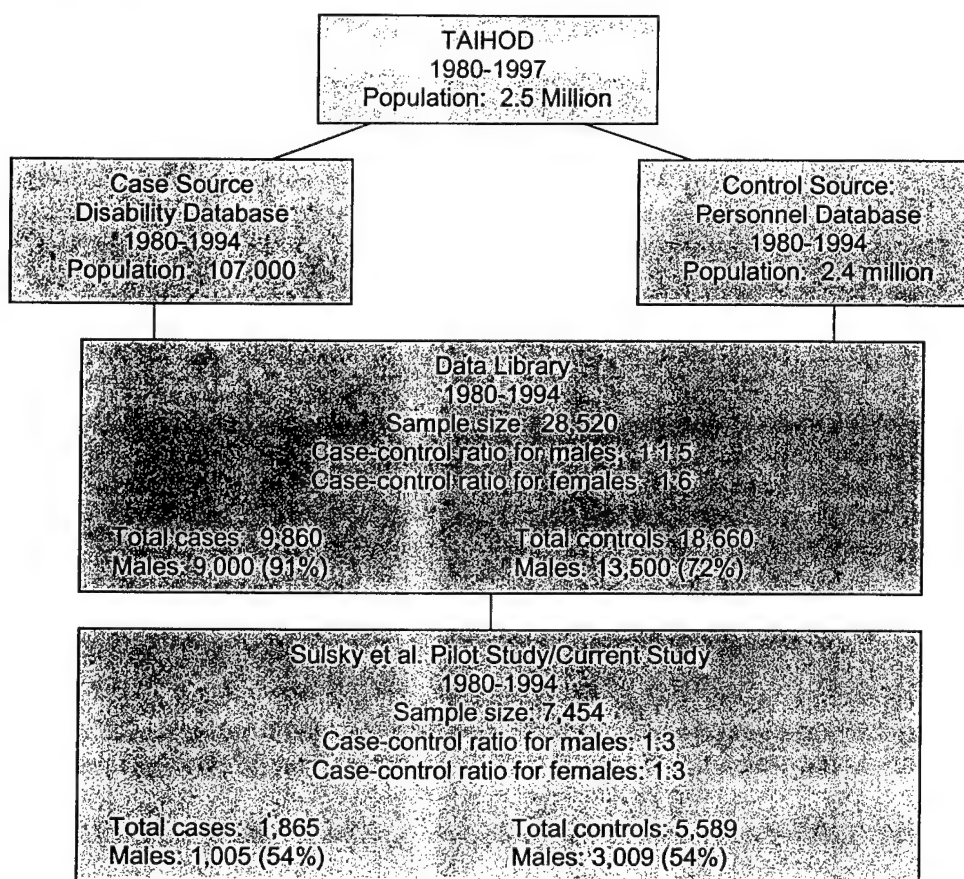 TAIHOD
1980-1997
Population: 2.5 Million
Case Source
Disability Database
1980-1994
Population: 107,000
Control Source:
Personnel Database
1980-1994
Population: 2.4 million
Data Library
1980-1994
Sample size: 28,520
Case-control ratio for males: 1:1.5
Case-control ratio for females: 1:6
Total cases: 9,860
Males: 9,000 (91%)
Total controls: 18,660
Males: 13,500 (72%)
Sulsky et al. Pilot Study/Current Study
1980-1994
Sample size: 7,454
Case-control ratio for males: 1:3
Case-control ratio for females: 1:3
Total cases: 1,865
Males: 1,005 (54%)
Total controls: 5,589
Males: 3,009 (54%)